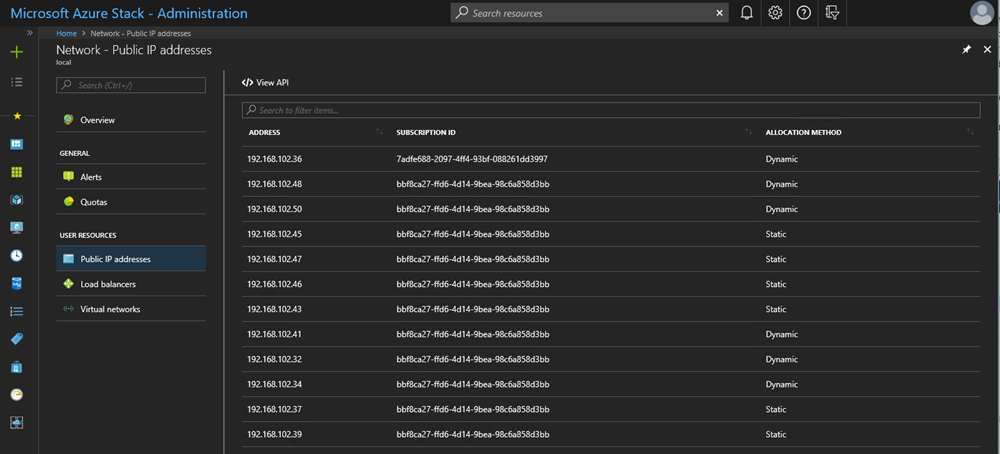 Microsoft Azure Stack - Administration
Search resources
Home > Network - Public IP addresses
Network - Public IP addresses
local
Search (Ctrl+/)
Overview
GENERAL
Alerts
Quotas
USER RESOURCES
Public IP addresses
Load balancers
Virtual networks
View API
Search to filter items...
ADDRESS SUBSCRIPTION ID ALLOCATION METHOD
192.168.102.36 7adfe688-2097-4ff4-93bf-088261dd3997 Dynamic
192.168.102.48 bbf8ca27-ffd6-4d14-9bea-98c6a858d3bb Dynamic
192.168.102.50 bbf8ca27-ffd6-4d14-9bea-98c6a858d3bb Dynamic
192.168.102.45 bbf8ca27-ffd6-4d14-9bea-98c6a858d3bb Static
192.168.102.47 bbf8ca27-ffd6-4d14-9bea-98c6a858d3bb Static
192.168.102.46 bbf8ca27-ffd6-4d14-9bea-98c6a858d3bb Static
192.168.102.43 bbf8ca27-ffd6-4d14-9bea-98c6a858d3bb Static
192.168.102.41 bbf8ca27-ffd6-4d14-9bea-98c6a858d3bb Dynamic
192.168.102.32 bbf8ca27-ffd6-4d14-9bea-98c6a858d3bb Dynamic
192.168.102.34 bbf8ca27-ffd6-4d14-9bea-98c6a858d3bb Dynamic
192.168.102.37 bbf8ca27-ffd6-4d14-9bea-98c6a858d3bb Static
192.168.102.39 bbf8ca27-ffd6-4d14-9bea-98c6a858d3bb Static